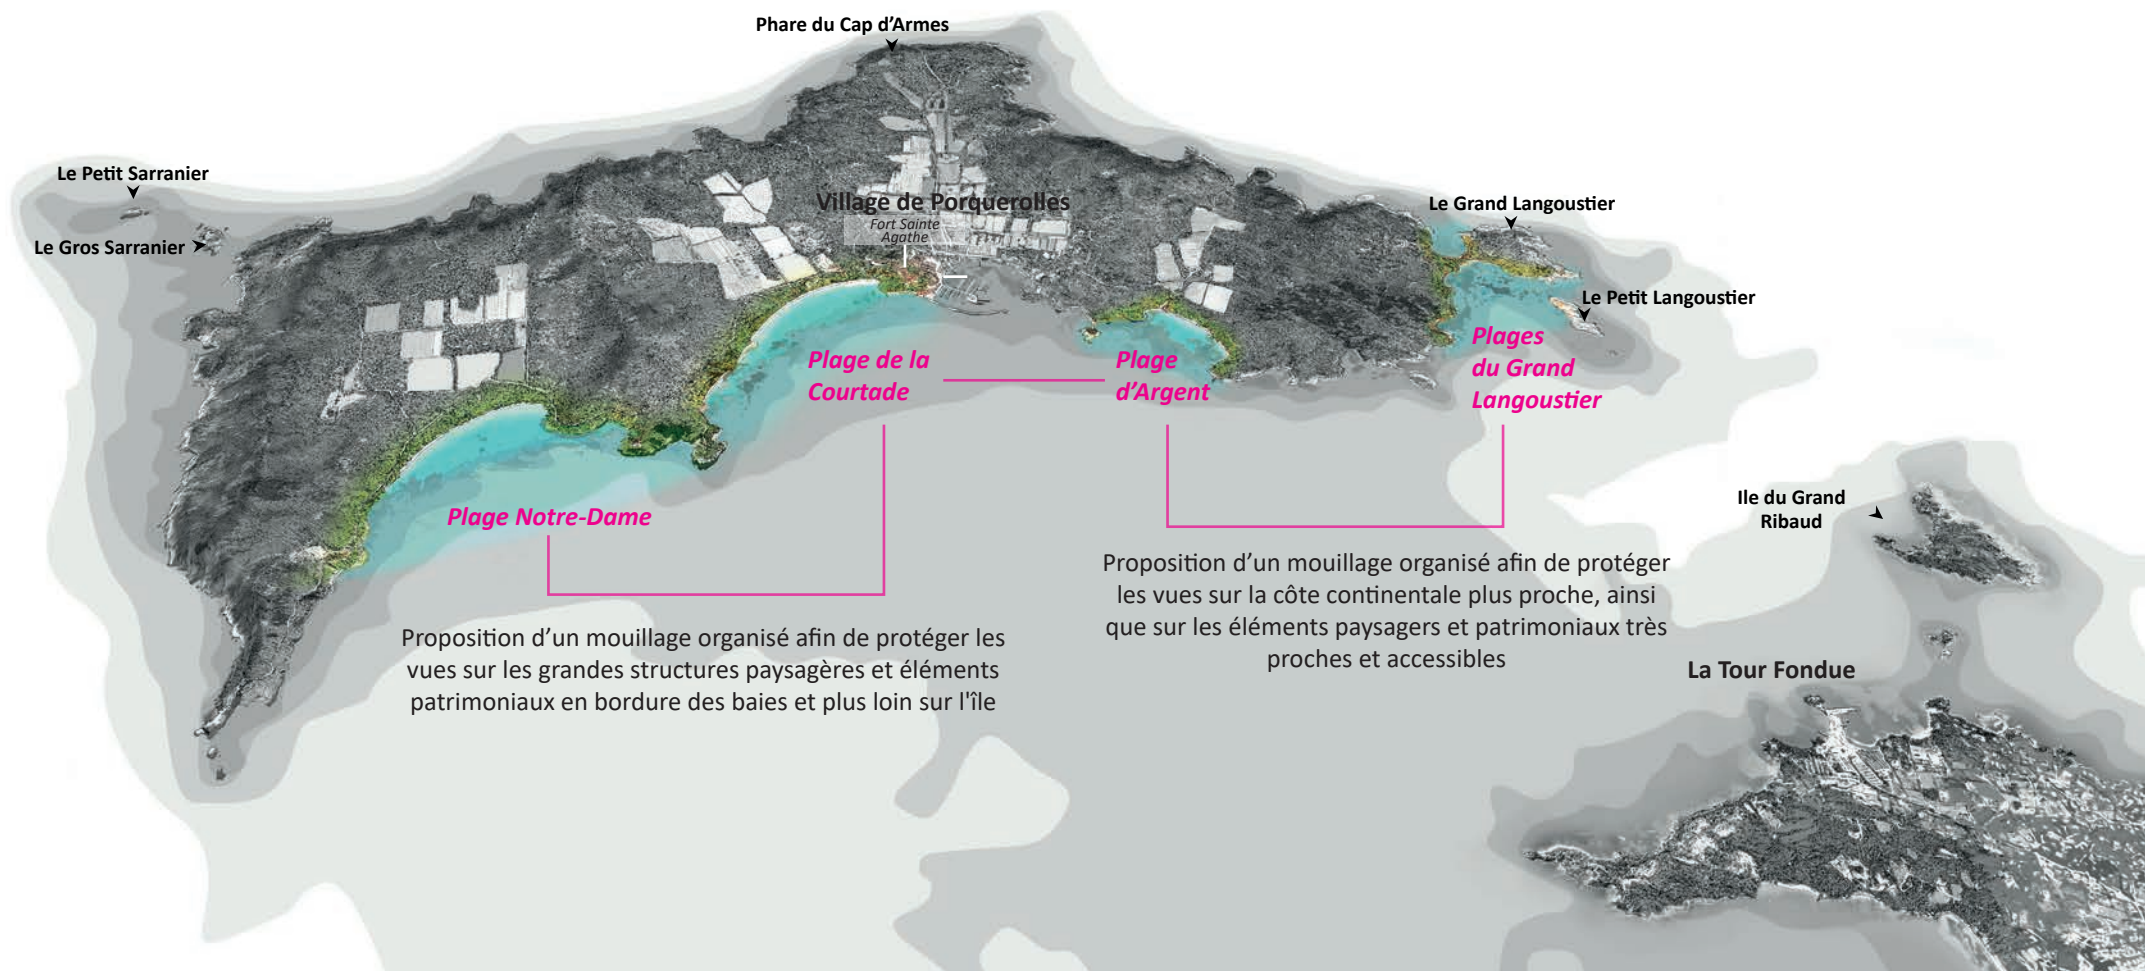 Phare du Cap d’Armes
Le Petit Sarranier
Le Gros Sarranier
Village de Porquerolles
Fort Sainte
Agathe
Le Grand Langoustier
Le Petit Langoustier
Plage de la
Courtade
Plage
d’Argent
Plages
du Grand
Langoustier
Plage Notre-Dame
Ile du Grand
Ribaud
Proposition d’un mouillage organisé afin de protéger les
vues sur les grandes structures paysagères et éléments
patrimoniaux en bordure des baies et plus loin sur l'île
Proposition d’un mouillage organisé afin de protéger
les vues sur la côte continentale plus proche, ainsi
que sur les éléments paysagers et patrimoniaux très
proches et accessibles
La Tour Fondue